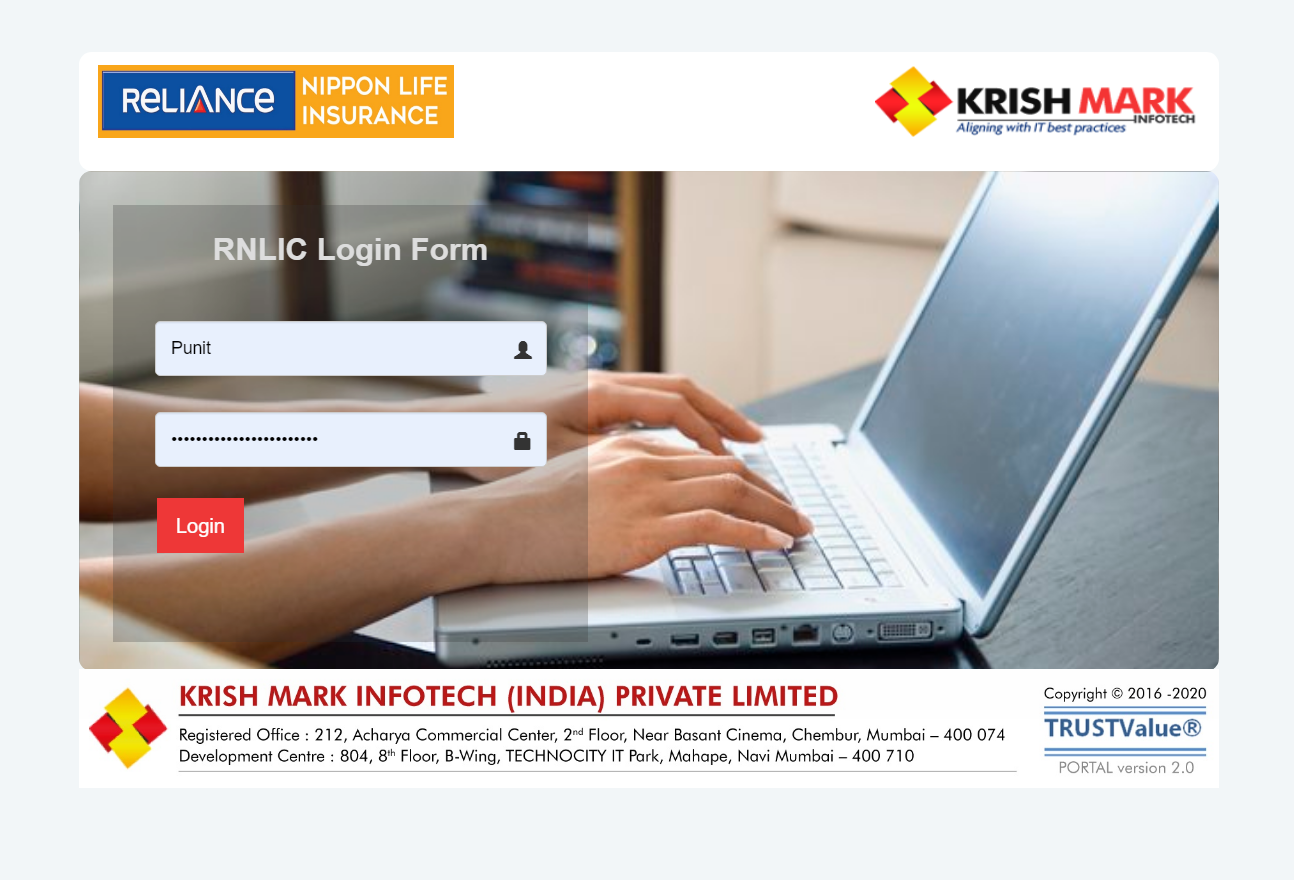 RELIANCE NIPPON LIFE
INSURANCE
KRISH MARK
INFOTECH
Aligning with IT best practices
RNLIC Login Form
Punit
••••••••••••••••••••••••
Login
KRISH MARK INFOTECH (INDIA) PRIVATE LIMITED
Registered Office : 212, Acharya Commercial Center, 2nd Floor, Near Basant Cinema, Chembur, Mumbai – 400 074
Development Centre : 804, 8th Floor, B-Wing, TECHNOCITY IT Park, Mahape, Navi Mumbai – 400 710
Copyright © 2016 -2020
TRUSTValue®
PORTAL version 2.0